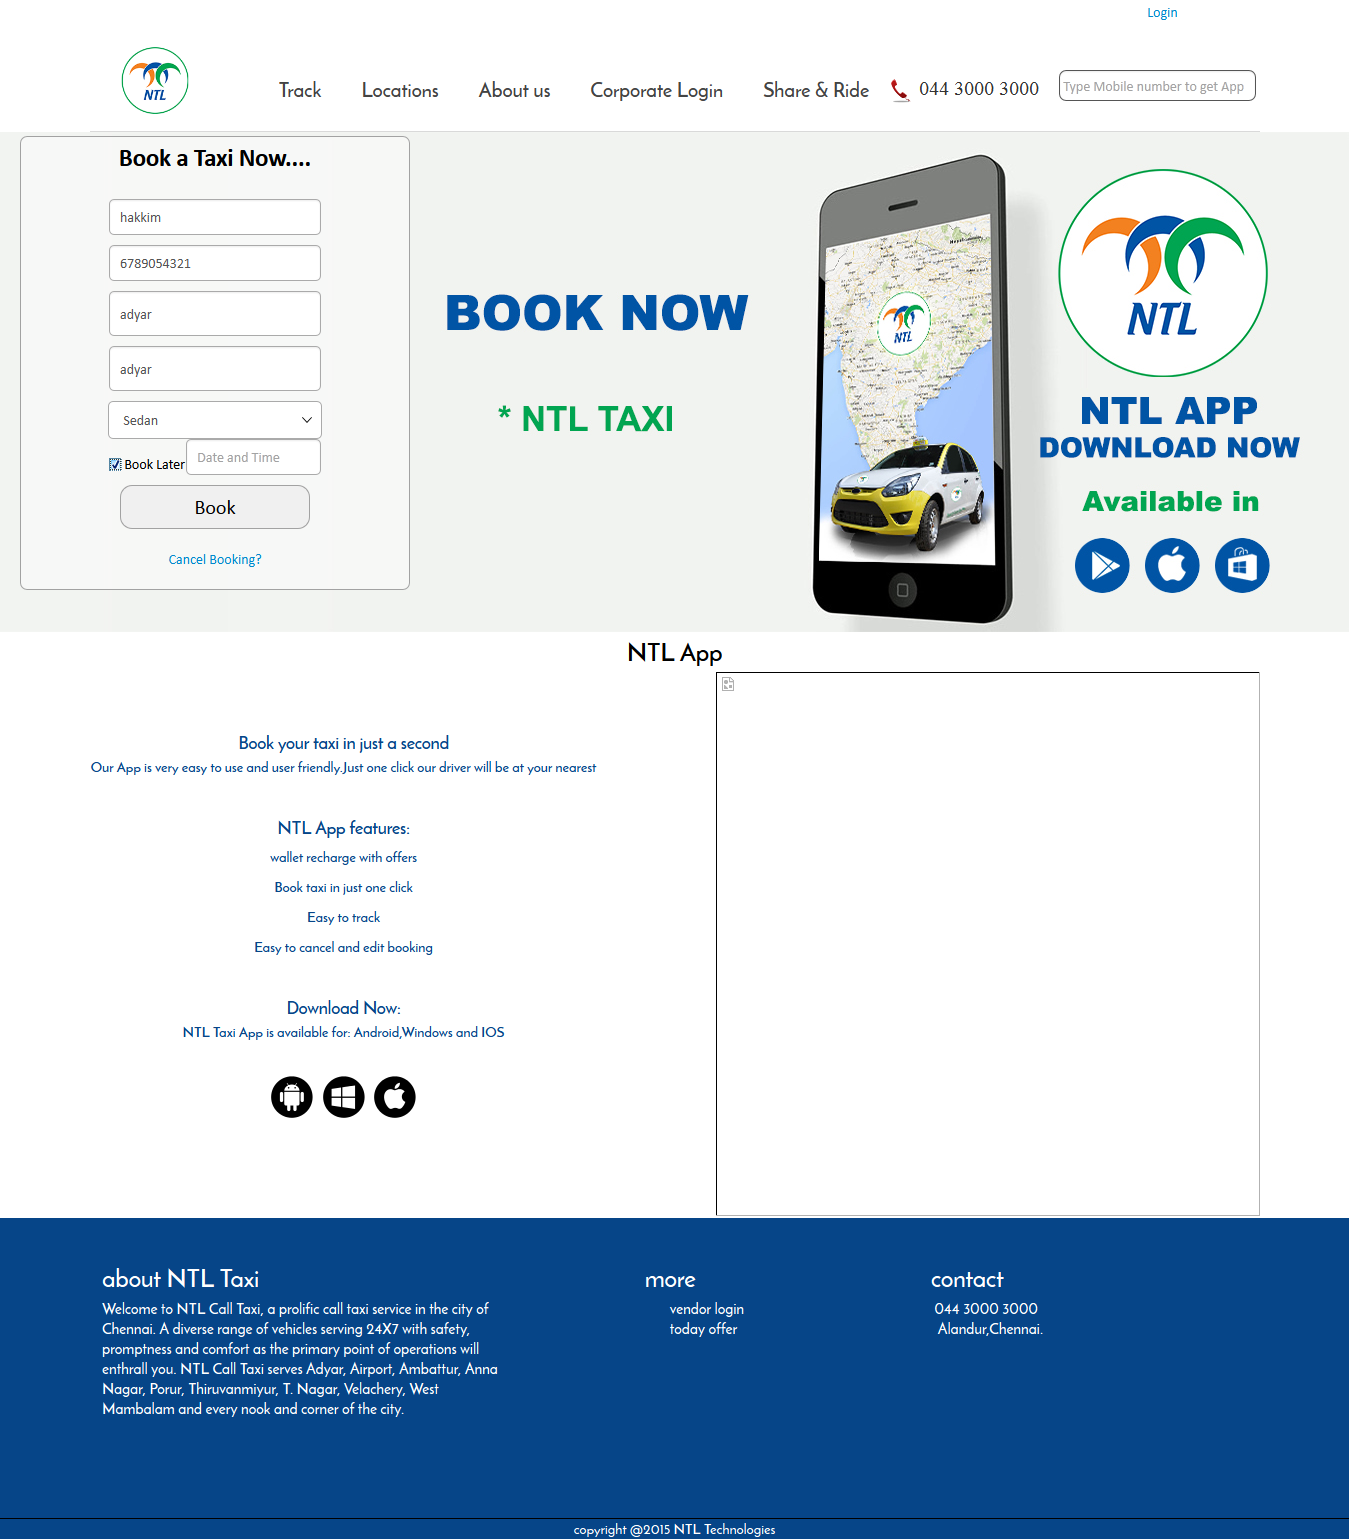 Login
NTL
Track
Locations
About us
Corporate Login
Share & Ride
044 3000 3000
Type Mobile number to get App
Book a Taxi Now....
hakkim
6789054321
adyar
adyar
Sedan
Book Later
Date and Time
Book
Cancel Booking?
BOOK NOW
* NTL TAXI
NTL
NTL
NTL APP
DOWNLOAD NOW
Available in
NTL App
Book your taxi in just a second
Our App is very easy to use and user friendly.Just one click our driver will be at your nearest
NTL App features:
wallet recharge with offers
Book taxi in just one click
Easy to track
Easy to cancel and edit booking
Download Now:
NTL Taxi App is available for: Android,Windows and IOS
about NTL Taxi
Welcome to NTL Call Taxi, a prolific call taxi service in the city of
Chennai. A diverse range of vehicles serving 24X7 with safety,
promptness and comfort as the primary point of operations will
enthrall you. NTL Call Taxi serves Adyar, Airport, Ambattur, Anna
Nagar, Porur, Thiruvanmiyur, T. Nagar, Velachery, West
Mambalam and every nook and corner of the city.
more
vendor login
today offer
contact
044 3000 3000
Alandur,Chennai.
copyright @2015 NTL Technologies